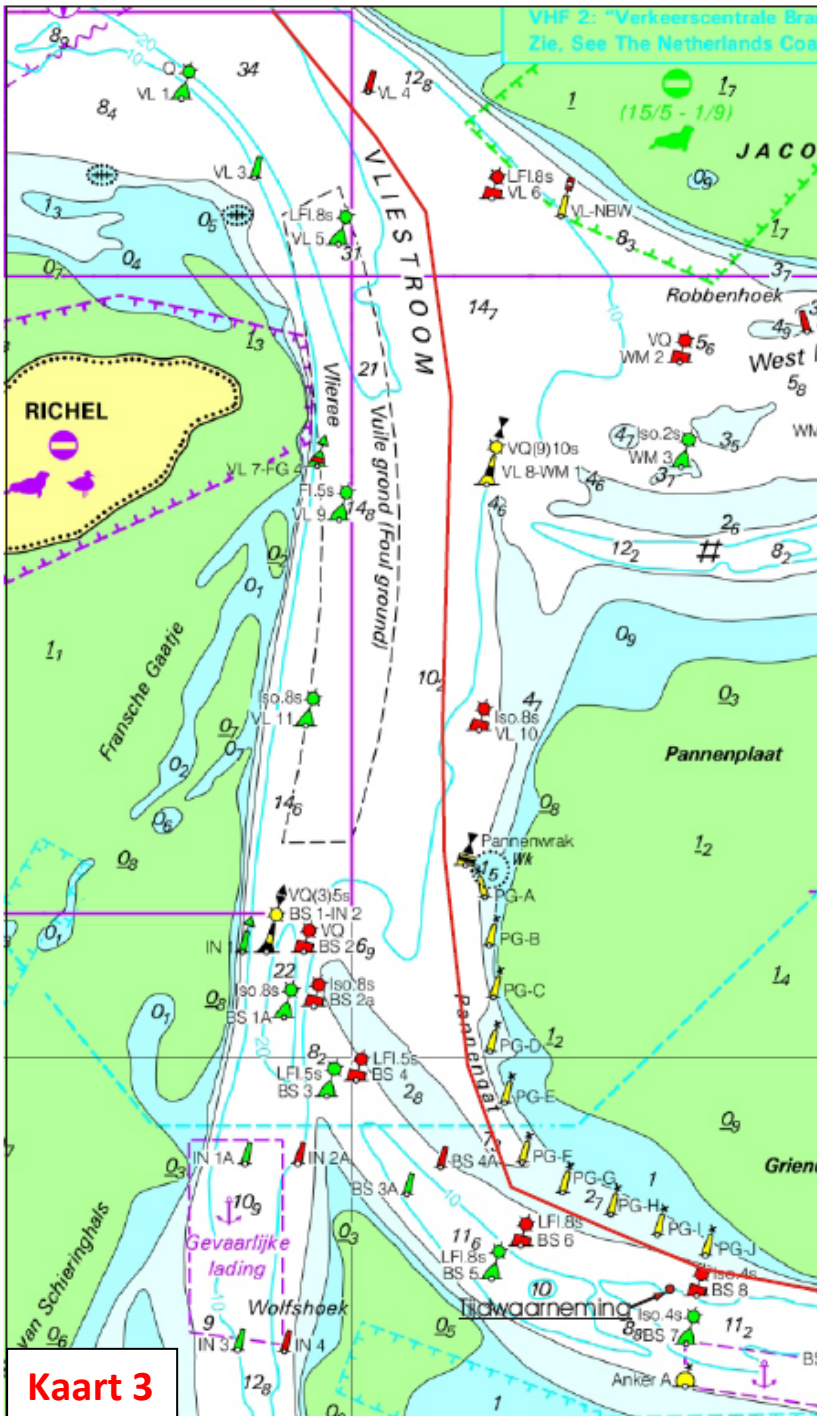 VHF 2: "Verkeerscentrale Bra
Zie, See The Netherlands Coa
20
10
8₉
34
Q
VL 1
8₄
VL 4
12₈
1
1₇
(15/5 - 1/9)
JACO
0₉
VL 3
LFl.8s
VL 6
VL-NBW
1₃
0₅
LFl.8s
VL 5
31
VLIESTROOM
8₃
1₇
0₇
0₄
10
3₇
14₇
Robbenhoek
1₃
4₉
VQ
WM 2
5₆
West
21
5₈
Vlieree
RICHEL
Vuile grond (Foul ground)
VQ(9)10s
VL 8-WM 1
4₇
Iso.2s
WM 3
3₅
WM
VL 7-FG 4
3₇
4₆
Fl.5s
VL 9
14₈
4₆
2₆
0₂
12₂
8₂
0₁
1₁
Fransche Gaatje
0₉
10₂
0₃
Iso.8s
VL 11
4₇
Iso.8s
VL 10
0₇
0₇
Pannenplaat
0₂
14₆
0₈
0₆
1₂
0₈
Pannenwrak
Wk
1₅
PG-A
VQ(3)5s
BS 1-IN 2
VQ
BS 2
6₉
IN 1
0₁
PG-B
22
Iso.8s
BS 2a
Iso.8s
BS 1A
0₈
PG-C
1₄
0₁
20
Pannengat
PG-D
1₂
8₂
LFl.5s
BS 4
LFl.5s
BS 3
2₈
PG-E
0₉
IN 1A
IN 2A
BS 4A
PG-F
Grien
0₃
BS 3A
PG-G
1
10₉
10
2₇
PG-H
Gevaarlijke
lading
0₃
11₆
LFl.8s
BS 6
PG-I
PG-J
LFl.8s
BS 5
van Schieringhals
10
Iso.4s
BS 8
Wolfshoek
Tijdwaarneming
0₅
9
Iso.4s
BS 7
8₈
11₂
0₆
IN 3
IN 4
BS
12₈
Anker A
1
Kaart 3